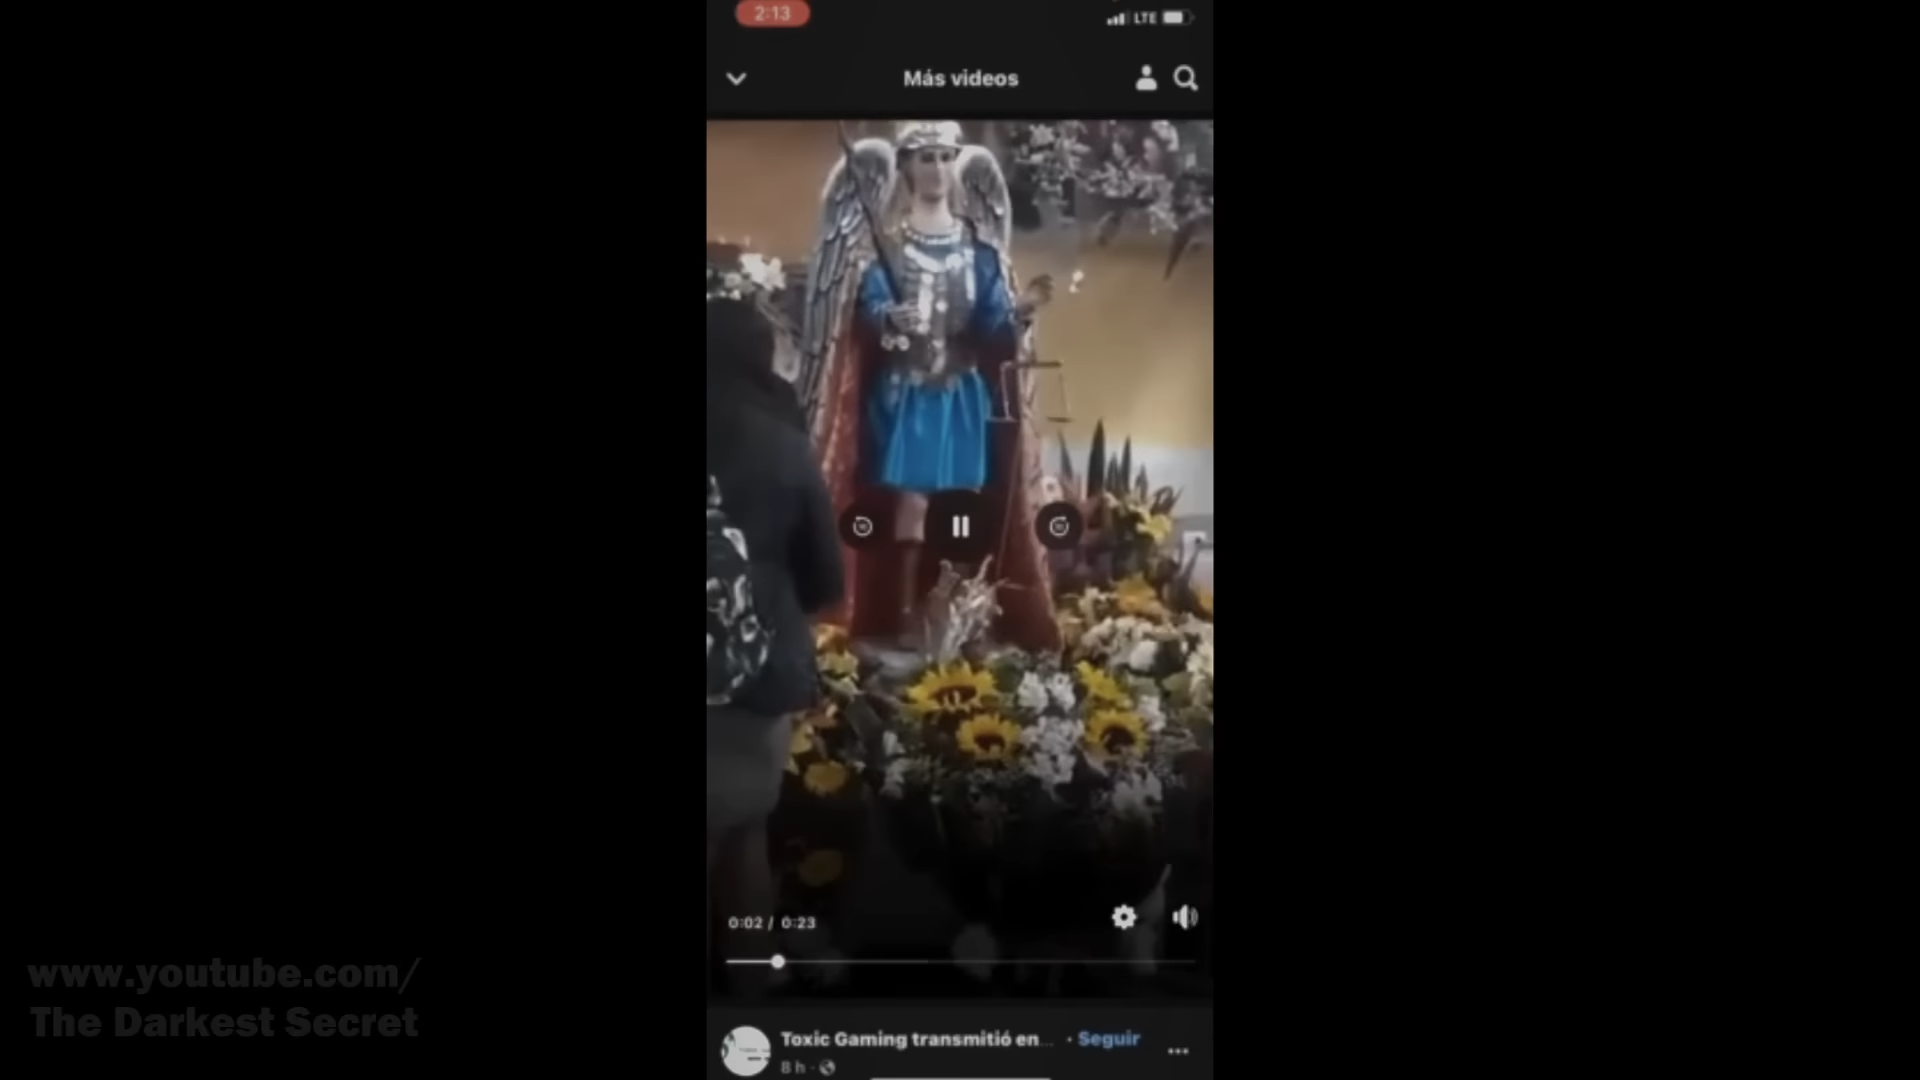 2:13
LTE
Más videos
0:02 / 0:23
www.youtube.com/
The Darkest Secret
Toxic Gaming transmitió en... · Seguir
8 h ·